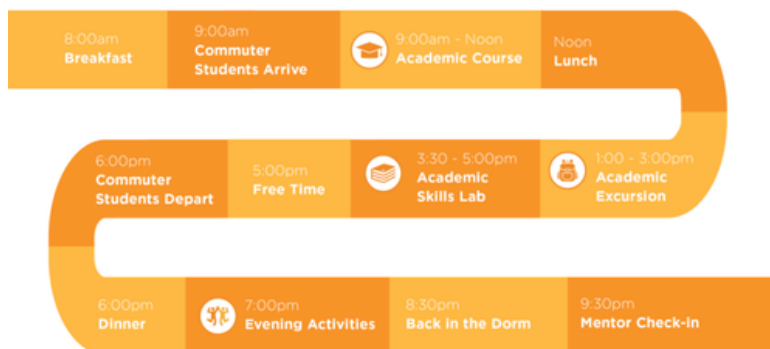 8:00am
Breakfast
9:00am
Commuter
Students Arrive
9:00am - Noon
Academic Course
Noon
Lunch
1:00 - 3:00pm
Academic
Excursion
3:30 - 5:00pm
Academic
Skills Lab
5:00pm
Free Time
6:00pm
Commuter
Students Depart
6:00pm
Dinner
7:00pm
Evening Activities
8:30pm
Back in the Dorm
9:30pm
Mentor Check-in